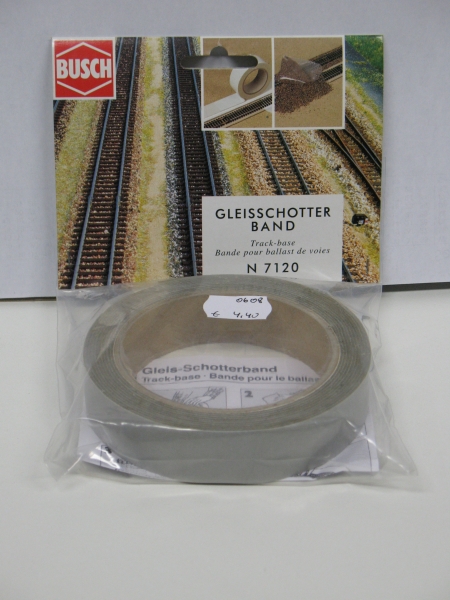 BUSCH
GLEISSCHOTTER
BAND
Track-base
Bande pour ballast de voies
N 7120
0608
€ 4,40
Gleis-Schotterband
Track-base · Bande pour le ballast
2